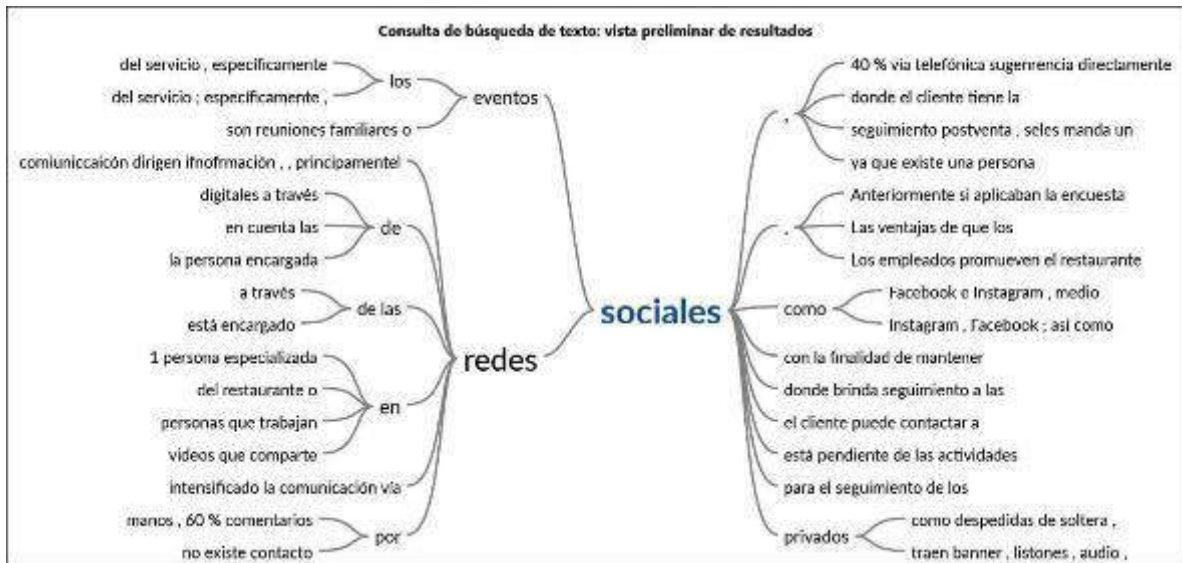 Consulta de búsqueda de texto: vista preliminar de resultados
del servicio , específicamente
del servicio ; específicamente ,
los
son reuniones familiares o
eventos
comiuniccaicón dirigen ifnofrmación , , principamentel
digitales a través
en cuenta las
la persona encargada
de
a través
está encargado
de las
1 persona especializada
del restaurante o
personas que trabajan
videos que comparte
en
intensificado la comunicación vía
manos , 60 % comentarios
no existe contacto
por
redes
sociales
,
40 % via telefónica sugenrencia directamente
donde el cliente tiene la
seguimiento postventa , seles manda un
ya que existe una persona
.
Anteriormente si aplicaban la encuesta
Las ventajas de que los
Los empleados promueven el restaurante
como
Facebook e Instagram , medio
Instagram , Facebook ; asi como
con la finalidad de mantener
donde brinda seguimiento a las
el cliente puede contactar a
está pendiente de las actividades
para el seguimiento de los
privados
como despedidas de soltera ,
traen banner , listones , audio ,